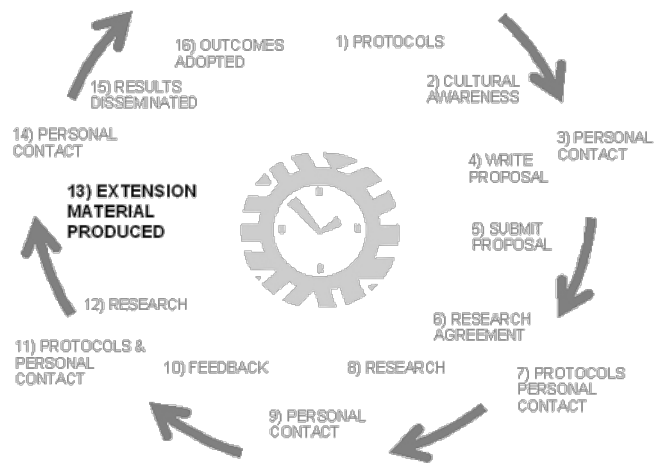 1) PROTOCOLS
2) CULTURAL
AWARENESS
3) PERSONAL
CONTACT
4) WRITE
PROPOSAL
5) SUBMIT
PROPOSAL
6) RESEARCH
AGREEMENT
7) PROTOCOLS
PERSONAL
CONTACT
8) RESEARCH
9) PERSONAL
CONTACT
10) FEEDBACK
11) PROTOCOLS &
PERSONAL
CONTACT
12) RESEARCH
13) EXTENSION
MATERIAL
PRODUCED
14) PERSONAL
CONTACT
15) RESULTS
DISSEMINATED
16) OUTCOMES
ADOPTED